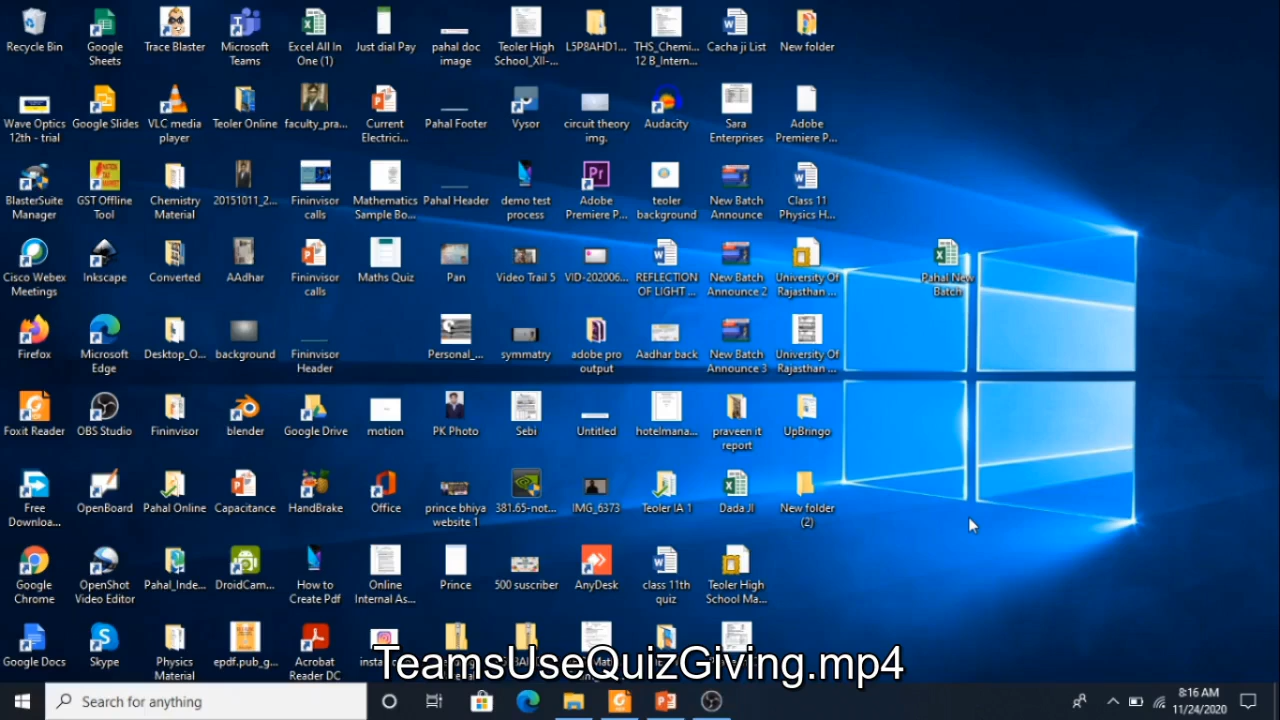 Recycle Bin
Google
Sheets
Trace Blaster
Microsoft
Teams
Excel All In
One (1)
Just dial Pay
pahal doc
image
Teoler High
School_XII-...
L5P8AHD1...
THS_Chemi...
12 B_Intern...
Cacha ji List
New folder
Wave Optics
12th - trial
Google Slides
VLC media
player
Teoler Online
faculty_pra...
Current
Electrici...
Pahal Footer
Vysor
circuit theory
img.
Audacity
Sara
Enterprises
Adobe
Premiere P...
BlasterSuite
Manager
GST Offline
Tool
Chemistry
Material
20151011_2...
Fininvisor
calls
Mathematics
Sample Bo...
Pahal Header
demo test
process
Adobe
Premiere P...
teoler
background
New Batch
Announce
Class 11
Physics H...
Cisco Webex
Meetings
Inkscape
Converted
AAdhar
Fininvisor
calls
Maths Quiz
Pan
Video Trail 5
VID-202006...
REFLECTION
OF LIGHT ...
New Batch
Announce 2
University Of
Rajasthan ...
Pahal New
Batch
Firefox
Microsoft
Edge
Desktop_O...
background
Fininvisor
Header
Personal_...
symmatry
adobe pro
output
Aadhar back
New Batch
Announce 3
University Of
Rajasthan ...
Foxit Reader
OBS Studio
Fininvisor
blender
Google Drive
motion
PK Photo
Sebi
Untitled
hotelmana...
praveen it
report
UpBringo
Free
Downloa...
OpenBoard
Pahal Online
Capacitance
HandBrake
Office
prince bhiya
website 1
381.65-not...
IMG_6373
Teoler IA 1
Dada JI
New folder
(2)
Google
Chrome
OpenShot
Video Editor
Pahal_Inde...
DroidCam...
How to
Create Pdf
Online
Internal As...
Prince
500 suscriber
AnyDesk
class 11th
quiz
Teoler High
School Ma...
Google Docs
Skype
Physics
Material
epdf.pub_g...
Acrobat
Reader DC
TeamsUseQuizGiving.mp4
Search for anything
8:16 AM
11/24/2020